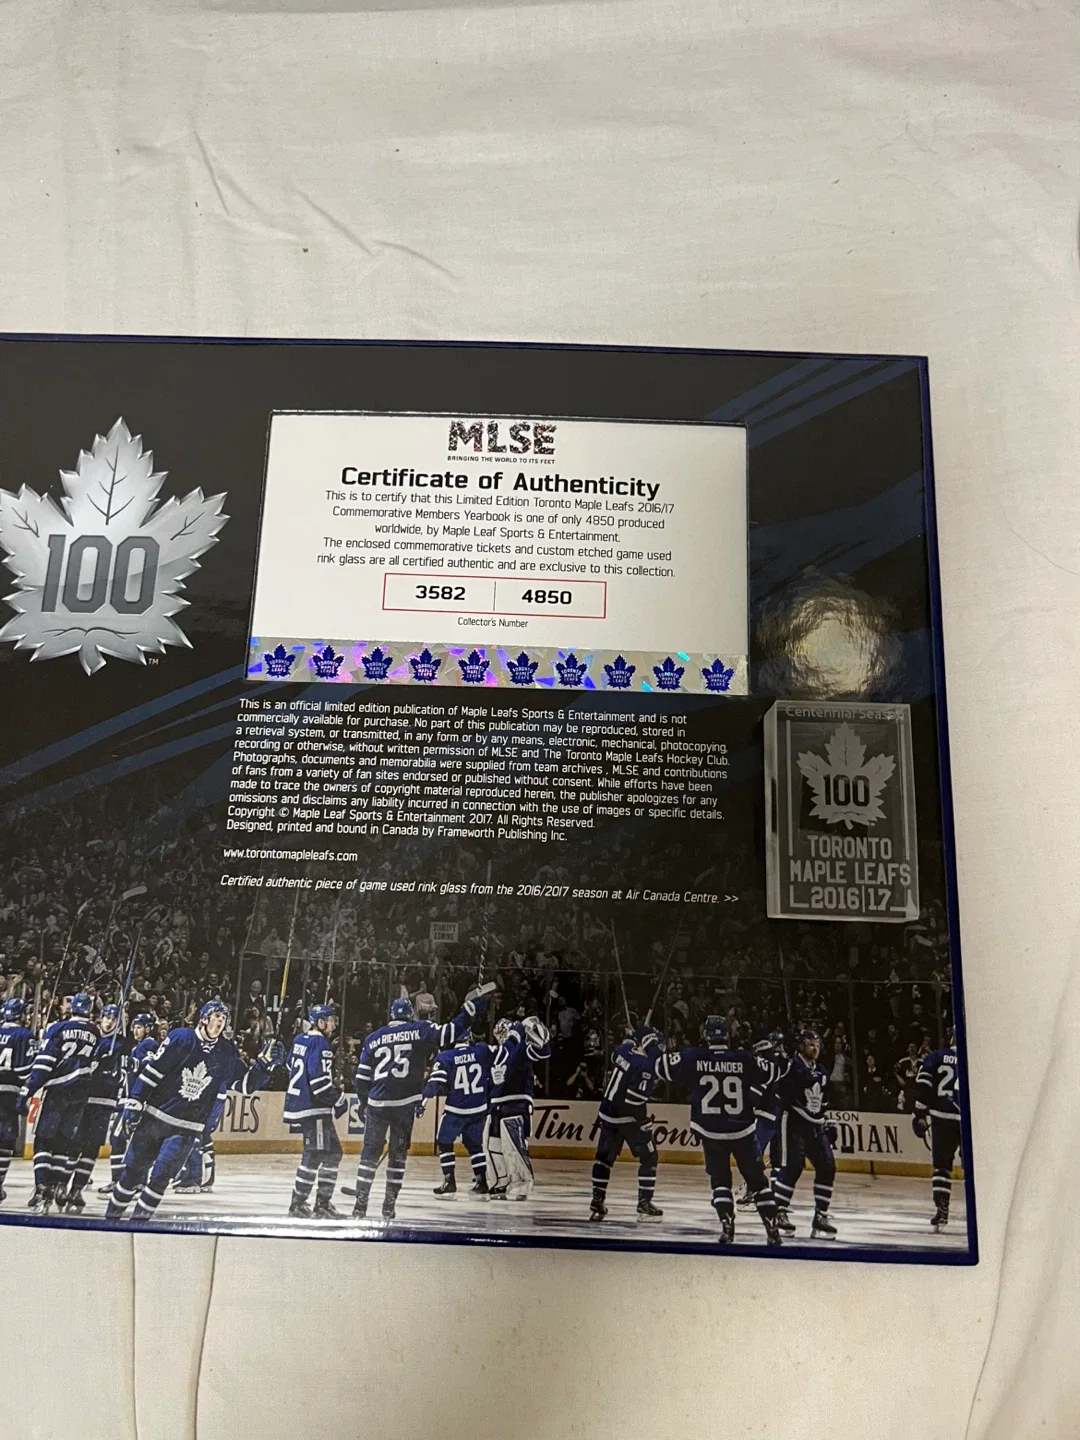 MLSE
BRINGING THE WORLD TO ITS FEET
Certificate of Authenticity
This is to certify that this Limited Edition Toronto Maple Leafs 2016/17
Commemorative Members Yearbook is one of only 4850 produced
worldwide, by Maple Leaf Sports & Entertainment.
The enclosed commemorative tickets and custom etched game used
rink glass are all certified authentic and are exclusive to this collection.
3582 4850
Collector's Number
100
TM
This is an official limited edition publication of Maple Leafs Sports & Entertainment and is not
commercially available for purchase. No part of this publication may be reproduced, stored in
a retrieval system, or transmitted, in any form or by any means, electronic, mechanical, photocopying,
recording or otherwise, without written permission of MLSE and The Toronto Maple Leafs Hockey Club.
Photographs, documents and memorabilia were supplied from team archives , MLSE and contributions
of fans from a variety of fan sites endorsed or published without consent. While efforts have been
made to trace the owners of copyright material reproduced herein, the publisher apologizes for any
omissions and disclaims any liability incurred in connection with the use of images or specific details.
Copyright © Maple Leaf Sports & Entertainment 2017. All Rights Reserved.
Designed, printed and bound in Canada by Frameworth Publishing Inc.
www.torontomapleleafs.com
Certified authentic piece of game used rink glass from the 2016/2017 season at Air Canada Centre. >>
Centennial Season
100
TORONTO
MAPLE LEAFS
2016|17
VAN RIEMSDYK
25
12
BOZAK
42
NYLANDER
29
Tim